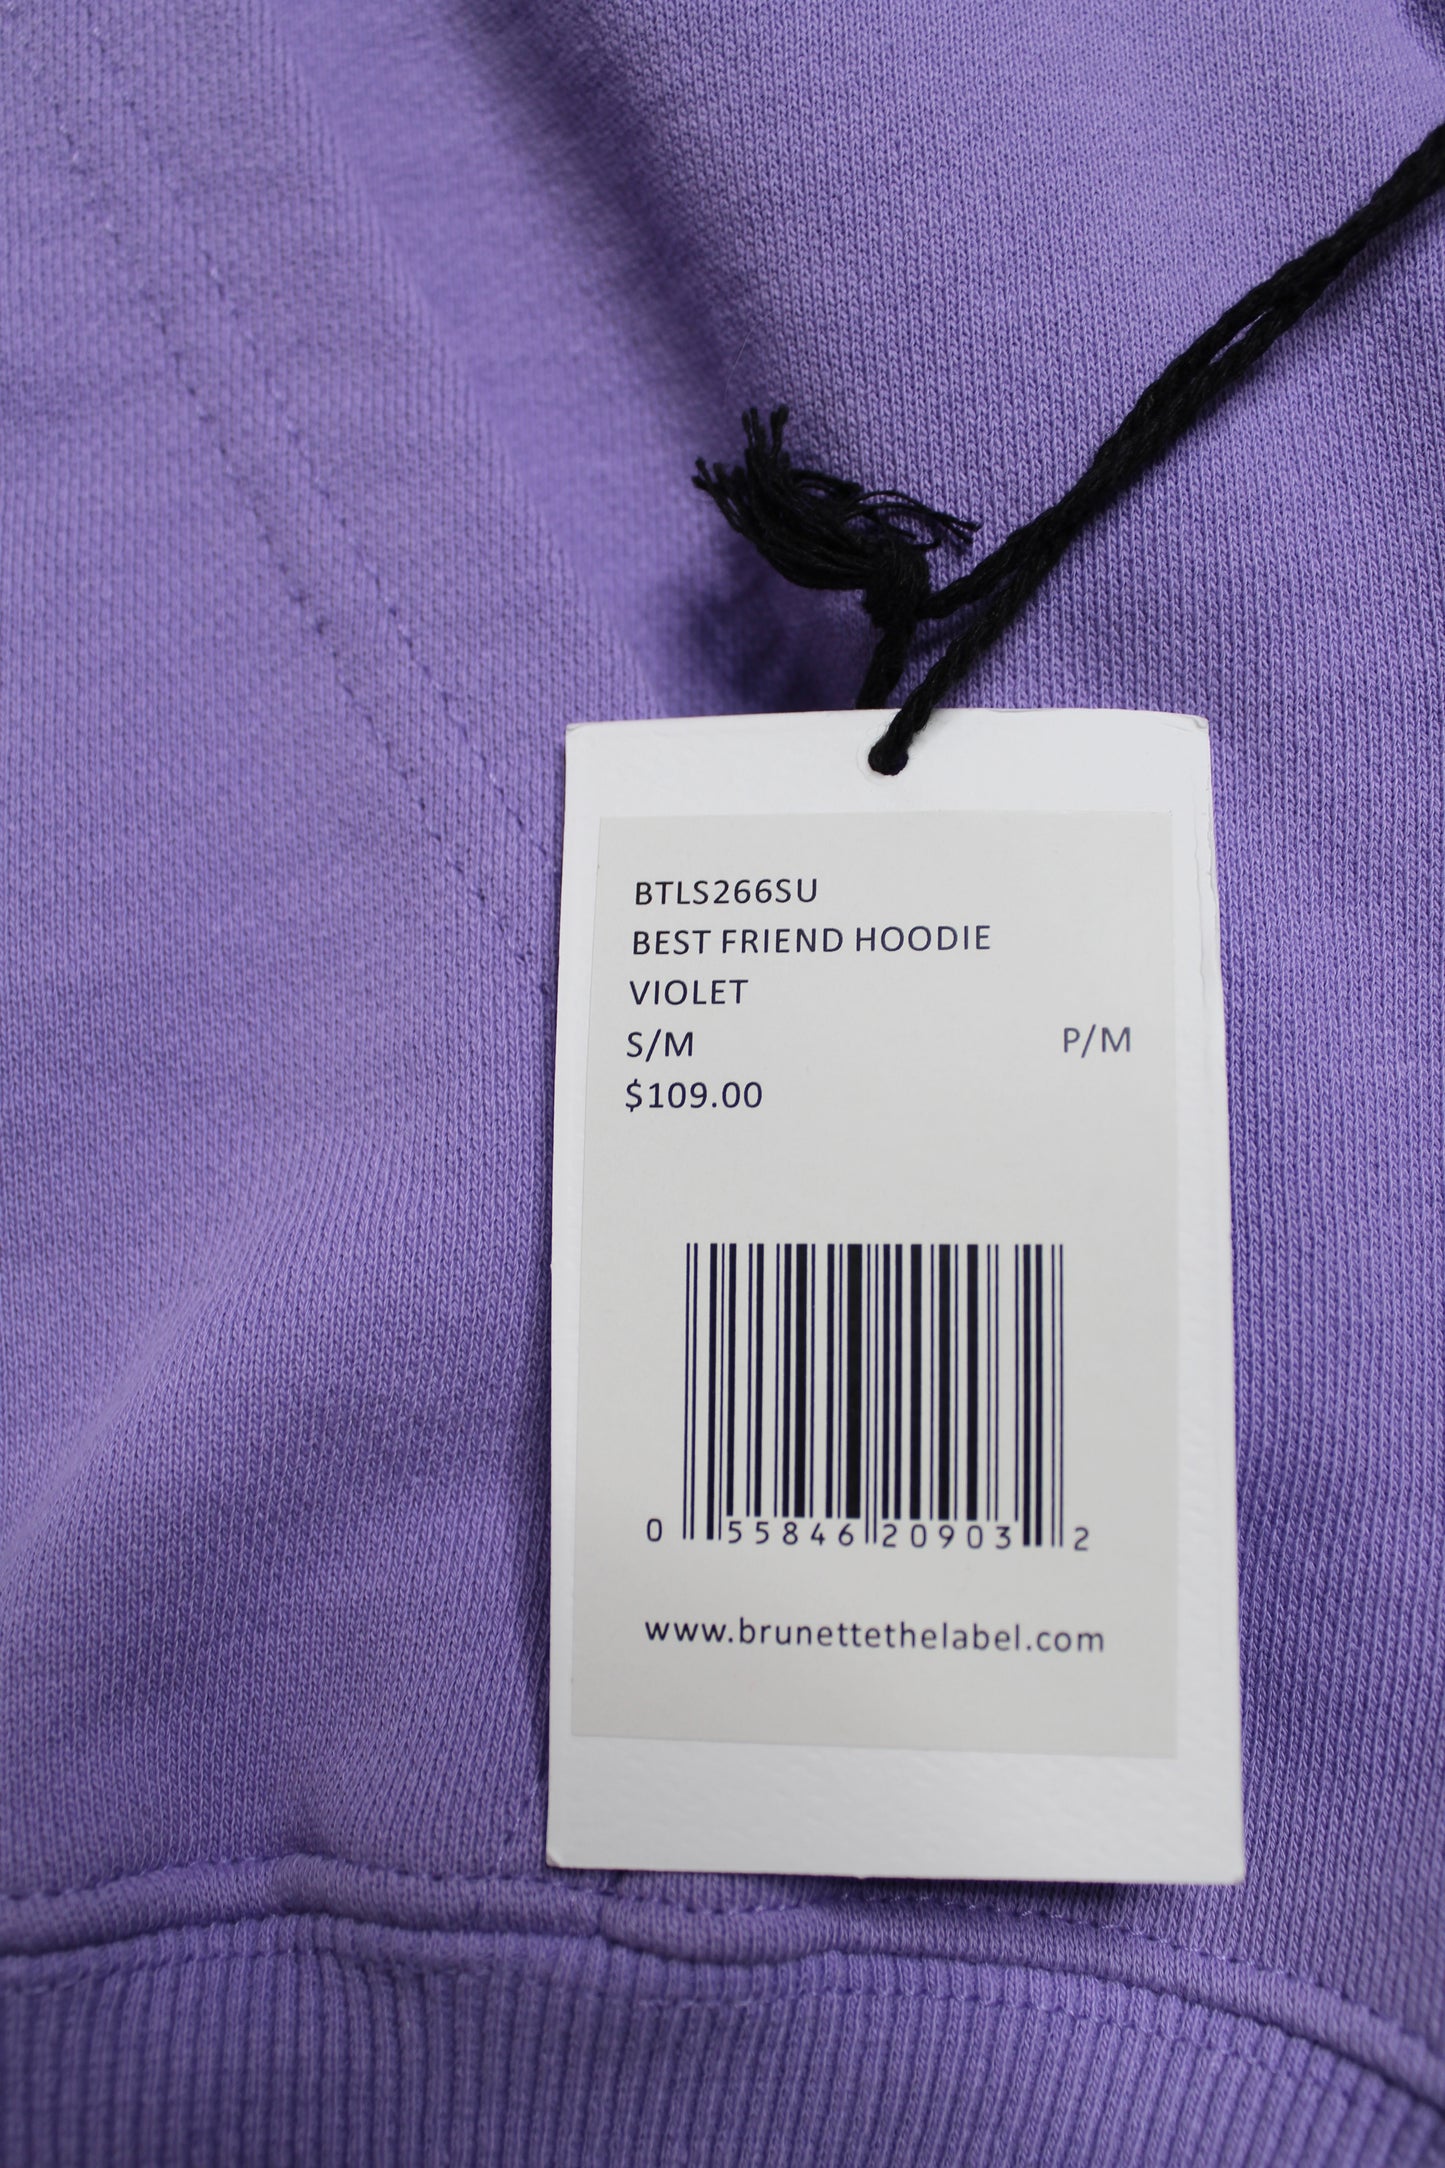 BTLS266SU
BEST FRIEND HOODIE
VIOLET
S/M P/M
$109.00
0 55846 20903 2
www.brunettethelabel.com